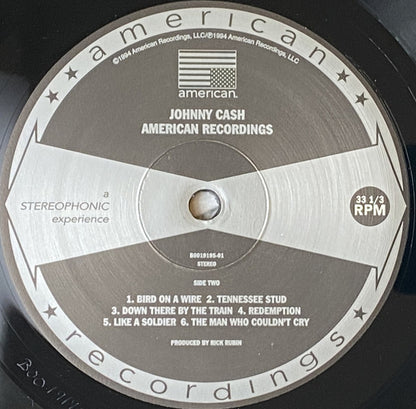 american
©1994 American Recordings, LLC/℗1994 American Recordings, LLC
american.
JOHNNY CASH
AMERICAN RECORDINGS
a
STEREOPHONIC
experience
33 1/3
RPM
B0019195-01
STEREO
SIDE TWO
1. BIRD ON A WIRE 2. TENNESSEE STUD
3. DOWN THERE BY THE TRAIN 4. REDEMPTION
5. LIKE A SOLDIER 6. THE MAN WHO COULDN'T CRY
PRODUCED BY RICK RUBIN
recordings